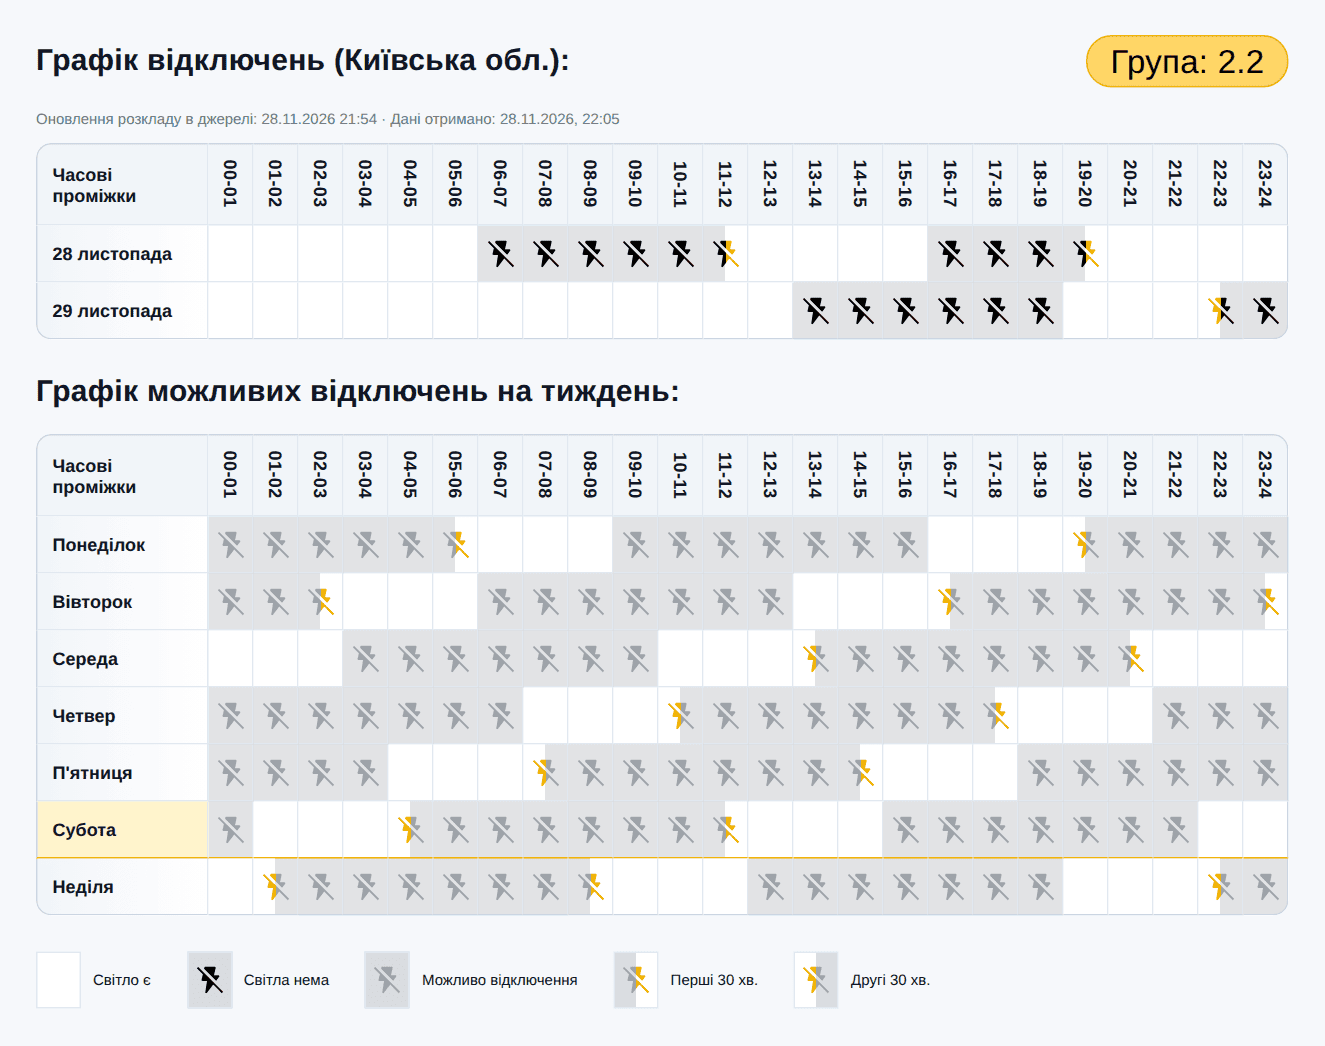 Графік відключень (Київська обл.):
Група: 2.2
Оновлення розкладу в джерелі: 28.11.2026 21:54 · Дані отримано: 28.11.2026, 22:05
Часові проміжки 00-01 01-02 02-03 03-04 04-05 05-06 06-07 07-08 08-09 09-10 10-11 11-12 12-13 13-14 14-15 15-16 16-17 17-18 18-19 19-20 20-21 21-22 22-23 23-24
28 листопада
29 листопада
Графік можливих відключень на тиждень:
Часові проміжки 00-01 01-02 02-03 03-04 04-05 05-06 06-07 07-08 08-09 09-10 10-11 11-12 12-13 13-14 14-15 15-16 16-17 17-18 18-19 19-20 20-21 21-22 22-23 23-24
Понеділок
Вівторок
Середа
Четвер
П'ятниця
Субота
Неділя
Світло є Світла нема Можливо відключення Перші 30 хв. Другі 30 хв.